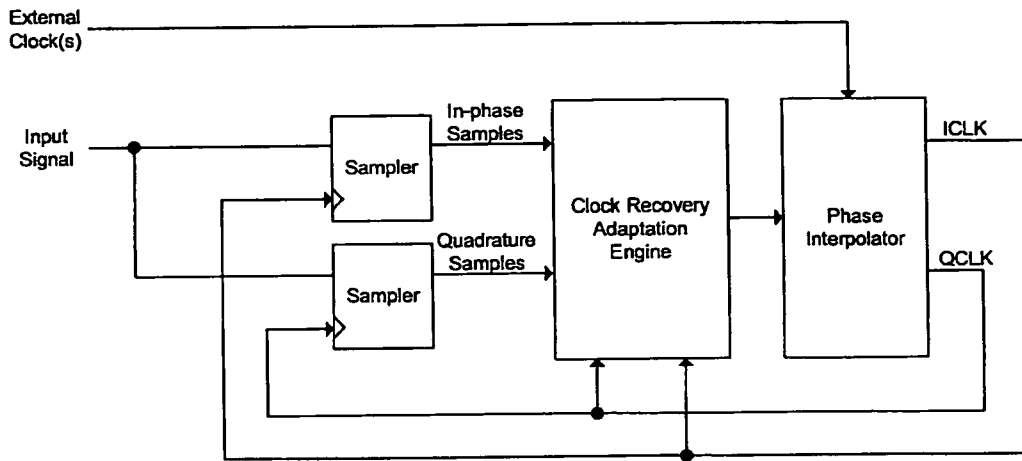 External
Clock(s)
Input
Signal
Sampler
In-phase
Samples
Sampler
Quadrature
Samples
Clock Recovery
Adaptation
Engine
Phase
Interpolator
ICLK
QCLK